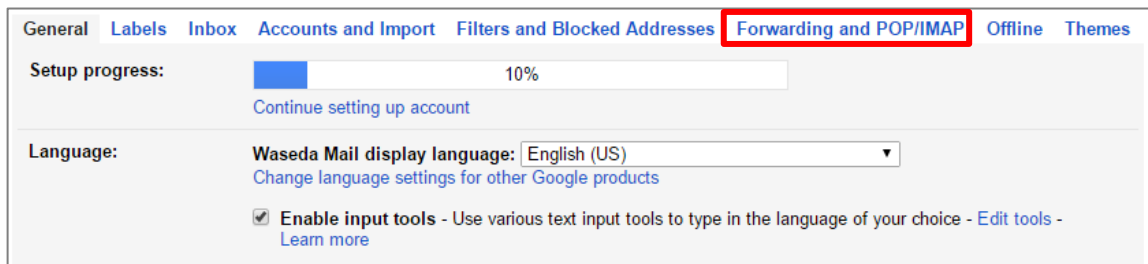 General Labels Inbox Accounts and Import Filters and Blocked Addresses Forwarding and POP/IMAP Offline Themes
Setup progress: 10%
Continue setting up account
Language: Waseda Mail display language: English (US)
Change language settings for other Google products
Enable input tools - Use various text input tools to type in the language of your choice - Edit tools -
Learn more